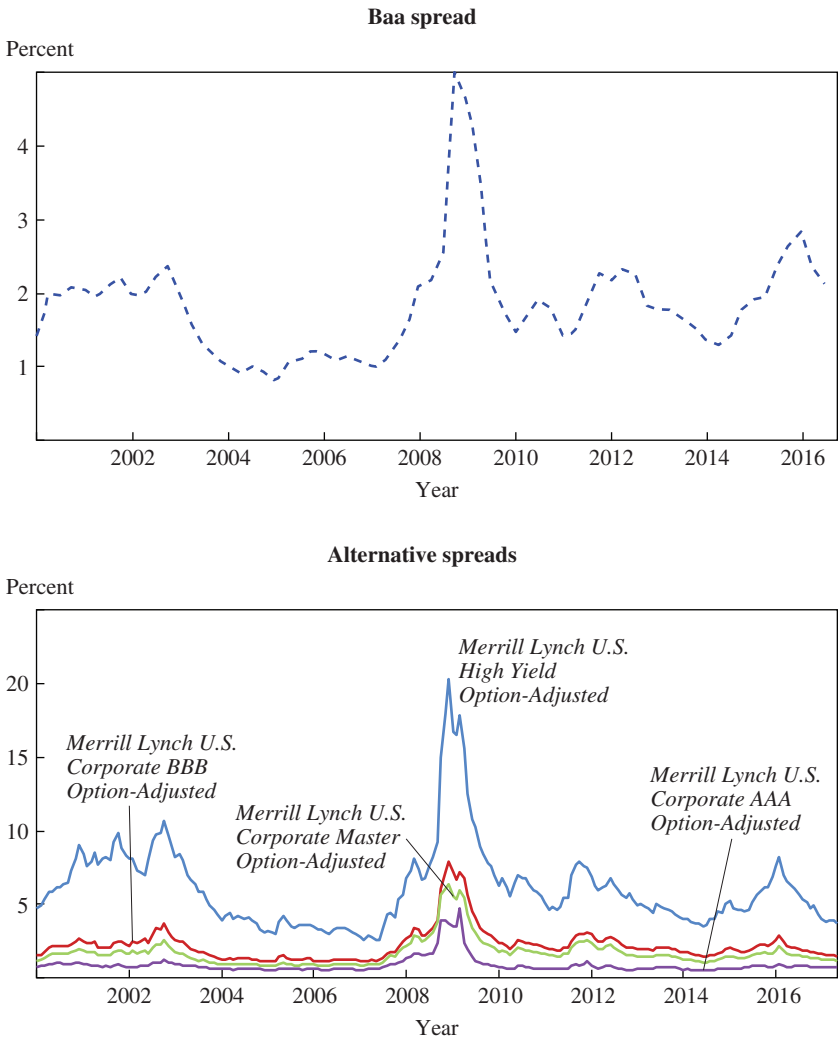 Baa spread
Percent
4
3
2
1
2002 2004 2006 2008 2010 2012 2014 2016
Year
Alternative spreads
Percent
20
15
10
5
Merrill Lynch U.S.
High Yield
Option-Adjusted
Merrill Lynch U.S.
Corporate BBB
Option-Adjusted
Merrill Lynch U.S.
Corporate Master
Option-Adjusted
Merrill Lynch U.S.
Corporate AAA
Option-Adjusted
2002 2004 2006 2008 2010 2012 2014 2016
Year